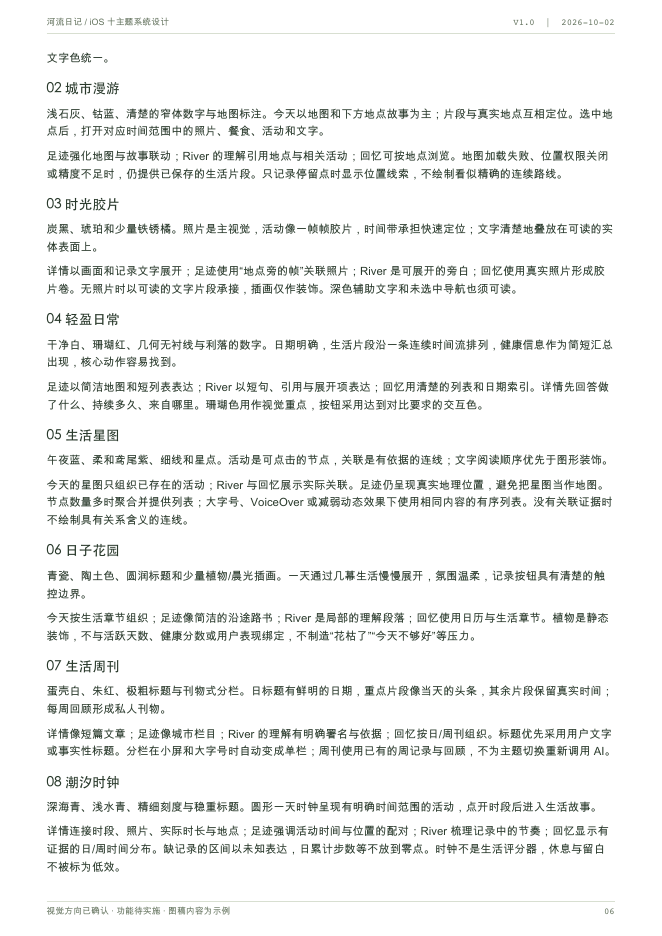 河流日记 / iOS 十主题系统设计
V1.0 | 2026-10-02
文字色统一。
02 城市漫游
浅石灰、钴蓝、清楚的窄体数字与地图标注。今天以地图和下方地点故事为主；片段与真实地点互相定位。选中地
点后，打开对应时间范围中的照片、餐食、活动和文字。
足迹强化地图与故事联动；River 的理解引用地点与相关活动；回忆可按地点浏览。地图加载失败、位置权限关闭
或精度不足时，仍提供已保存的生活片段。只记录停留点时显示位置线索，不绘制看似精确的连续路线。
03 时光胶片
炭黑、琥珀和少量铁锈橘。照片是主视觉，活动像一帧帧胶片，时间带承担快速定位；文字清楚地叠放在可读的实
体表面上。
详情以画面和记录文字展开；足迹使用“地点旁的帧”关联照片；River 是可展开的旁白；回忆使用真实照片形成胶
片卷。无照片时以可读的文字片段承接，插画仅作装饰。深色辅助文字和未选中导航也须可读。
04 轻盈日常
干净白、珊瑚红、几何无衬线与利落的数字。日期明确，生活片段沿一条连续时间流排列，健康信息作为简短汇总
出现，核心动作容易找到。
足迹以简洁地图和短列表表达；River 以短句、引用与展开项表达；回忆用清楚的列表和日期索引。详情先回答做
了什么、持续多久、来自哪里。珊瑚色用作视觉重点，按钮采用达到对比要求的交互色。
05 生活星图
午夜蓝、柔和鸢尾紫、细线和星点。活动是可点击的节点，关联是有依据的连线；文字阅读顺序优先于图形装饰。
今天的星图只组织已存在的活动；River 与回忆展示实际关联。足迹仍呈现真实地理位置，避免把星图当作地图。
节点数量多时聚合并提供列表；大字号、VoiceOver 或减弱动态效果下使用相同内容的有序列表。没有关联证据时
不绘制具有关系含义的连线。
06 日子花园
青瓷、陶土色、圆润标题和少量植物/晨光插画。一天通过几幕生活慢慢展开，氛围温柔，记录按钮具有清楚的触
控边界。
今天按生活章节组织；足迹像简洁的沿途路书；River 是局部的理解段落；回忆使用日历与生活章节。植物是静态
装饰，不与活跃天数、健康分数或用户表现绑定，不制造“花枯了”“今天不够好”等压力。
07 生活周刊
蛋壳白、朱红、极粗标题与刊物式分栏。日标题有鲜明的日期，重点片段像当天的头条，其余片段保留真实时间；
每周回顾形成私人刊物。
详情像短篇文章；足迹像城市栏目；River 的理解有明确署名与依据；回忆按日/周刊组织。标题优先采用用户文字
或事实性标题。分栏在小屏和大字号时自动变成单栏；周刊使用已有的周记录与回顾，不为主题切换重新调用 AI。
08 潮汐时钟
深海青、浅水青、精细刻度与稳重标题。圆形一天时钟呈现有明确时间范围的活动，点开时段后进入生活故事。
详情连接时段、照片、实际时长与地点；足迹强调活动时间与位置的配对；River 梳理记录中的节奏；回忆显示有
证据的日/周时间分布。缺记录的区间以未知表达，日累计步数等不放到零点。时钟不是生活评分器，休息与留白
不被标为低效。
视觉方向已确认 · 功能待实施 · 图稿内容为示例
06